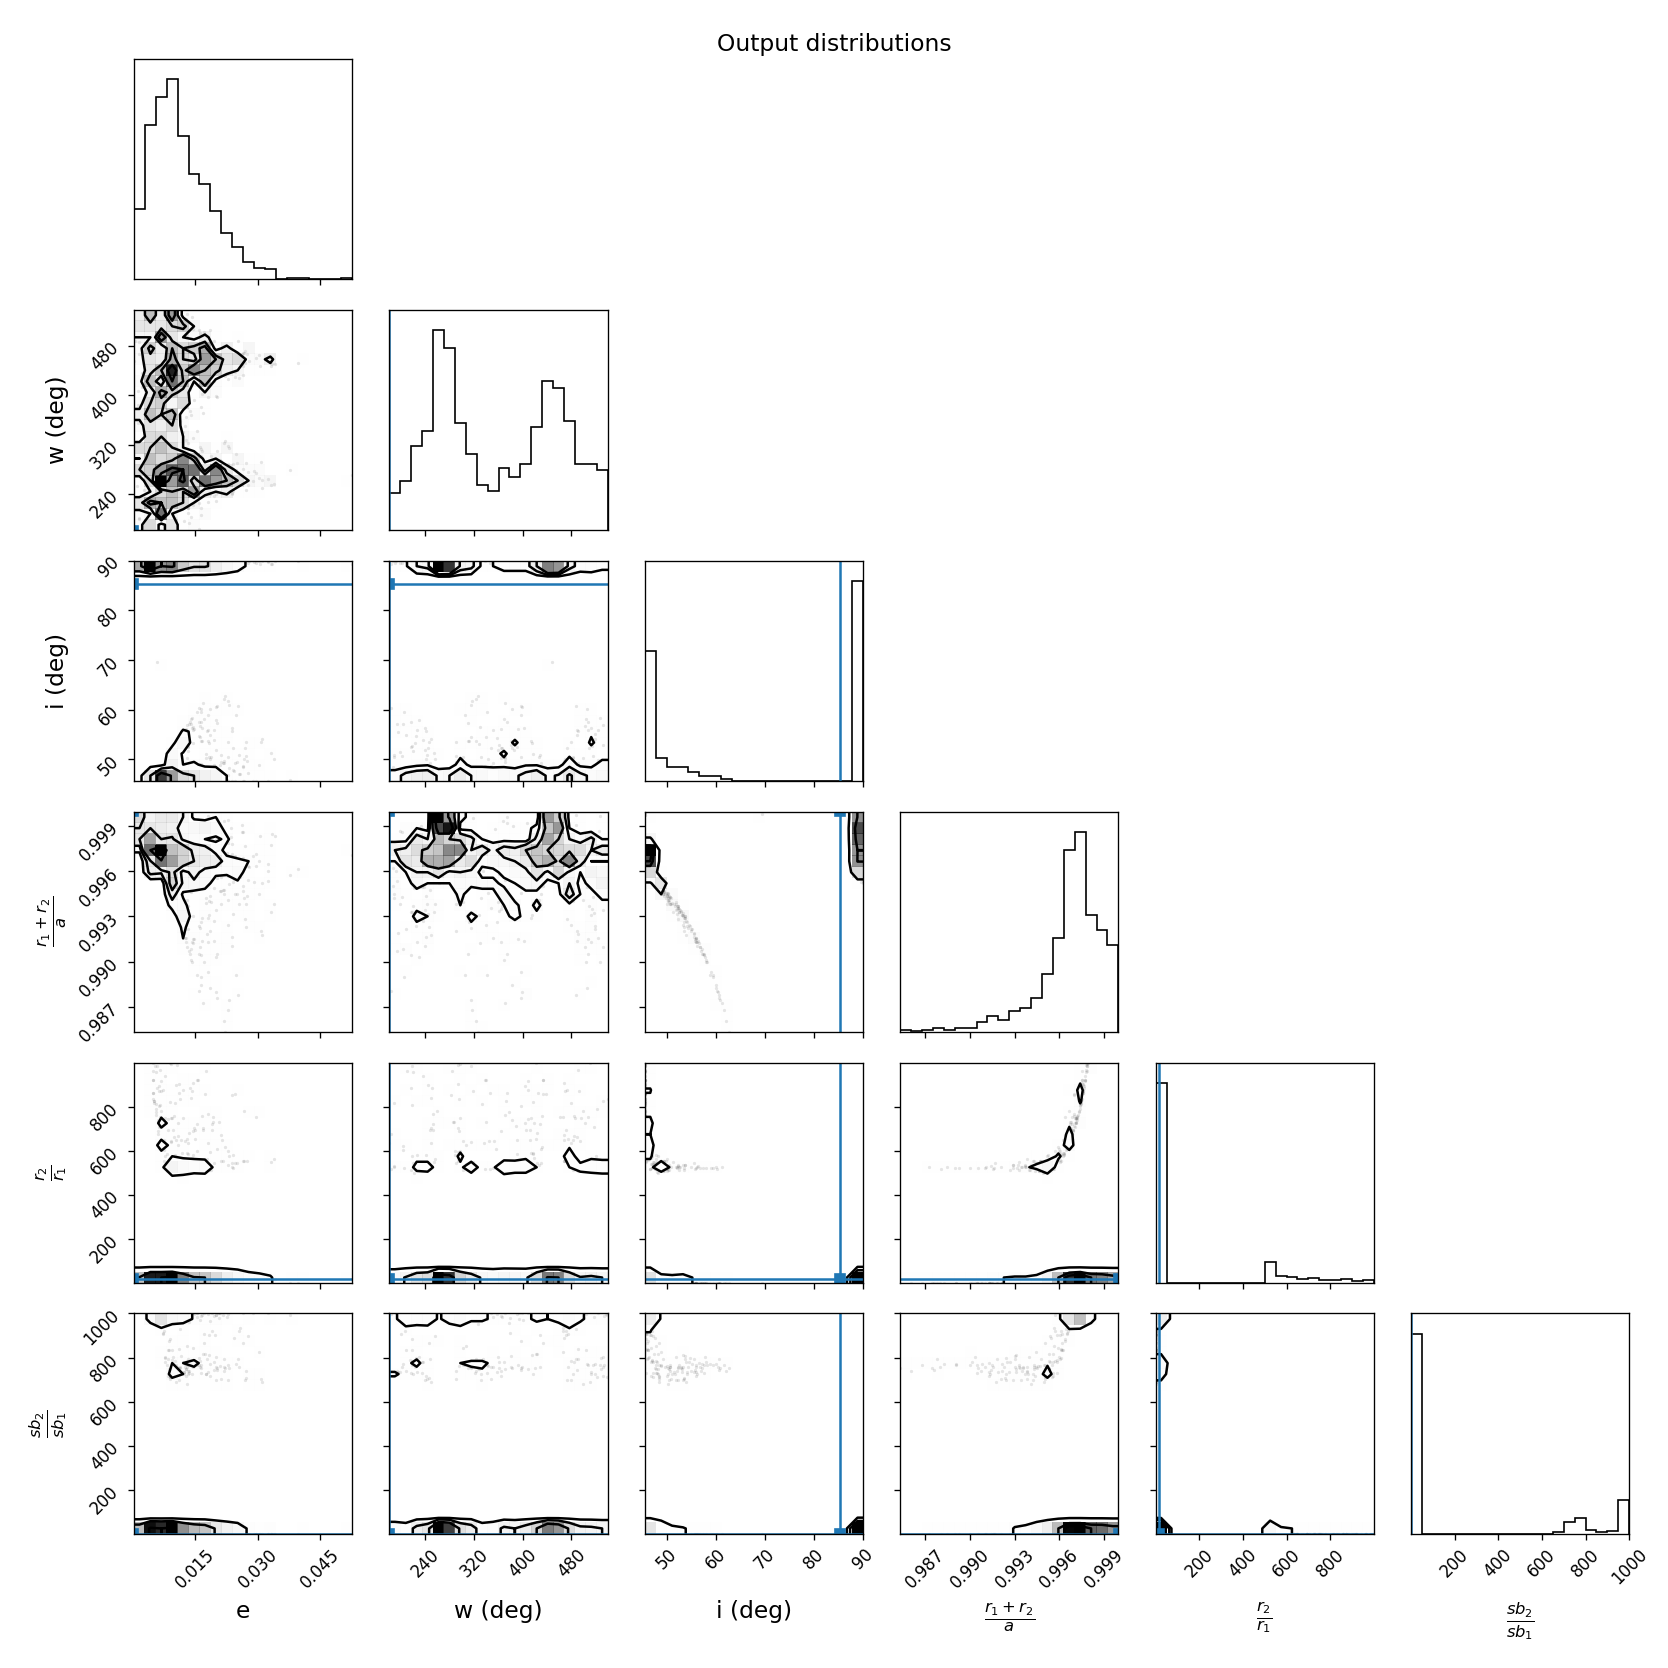 Output distributions
w (deg)
480
400
320
240
i (deg)
90
80
70
60
50
r₁ + r₂
a
0.999
0.996
0.993
0.990
0.987
r₂
r₁
800
600
400
200
sb₂
sb₁
1000
800
600
400
200
0.015 0.030 0.045 240 320 400 480 50 60 70 80 90 0.987 0.990 0.993 0.996 0.999 200 400 600 800 200 400 600 800 1000
e w (deg) i (deg) r₁ + r₂ r₂ sb₂
a r₁ sb₁